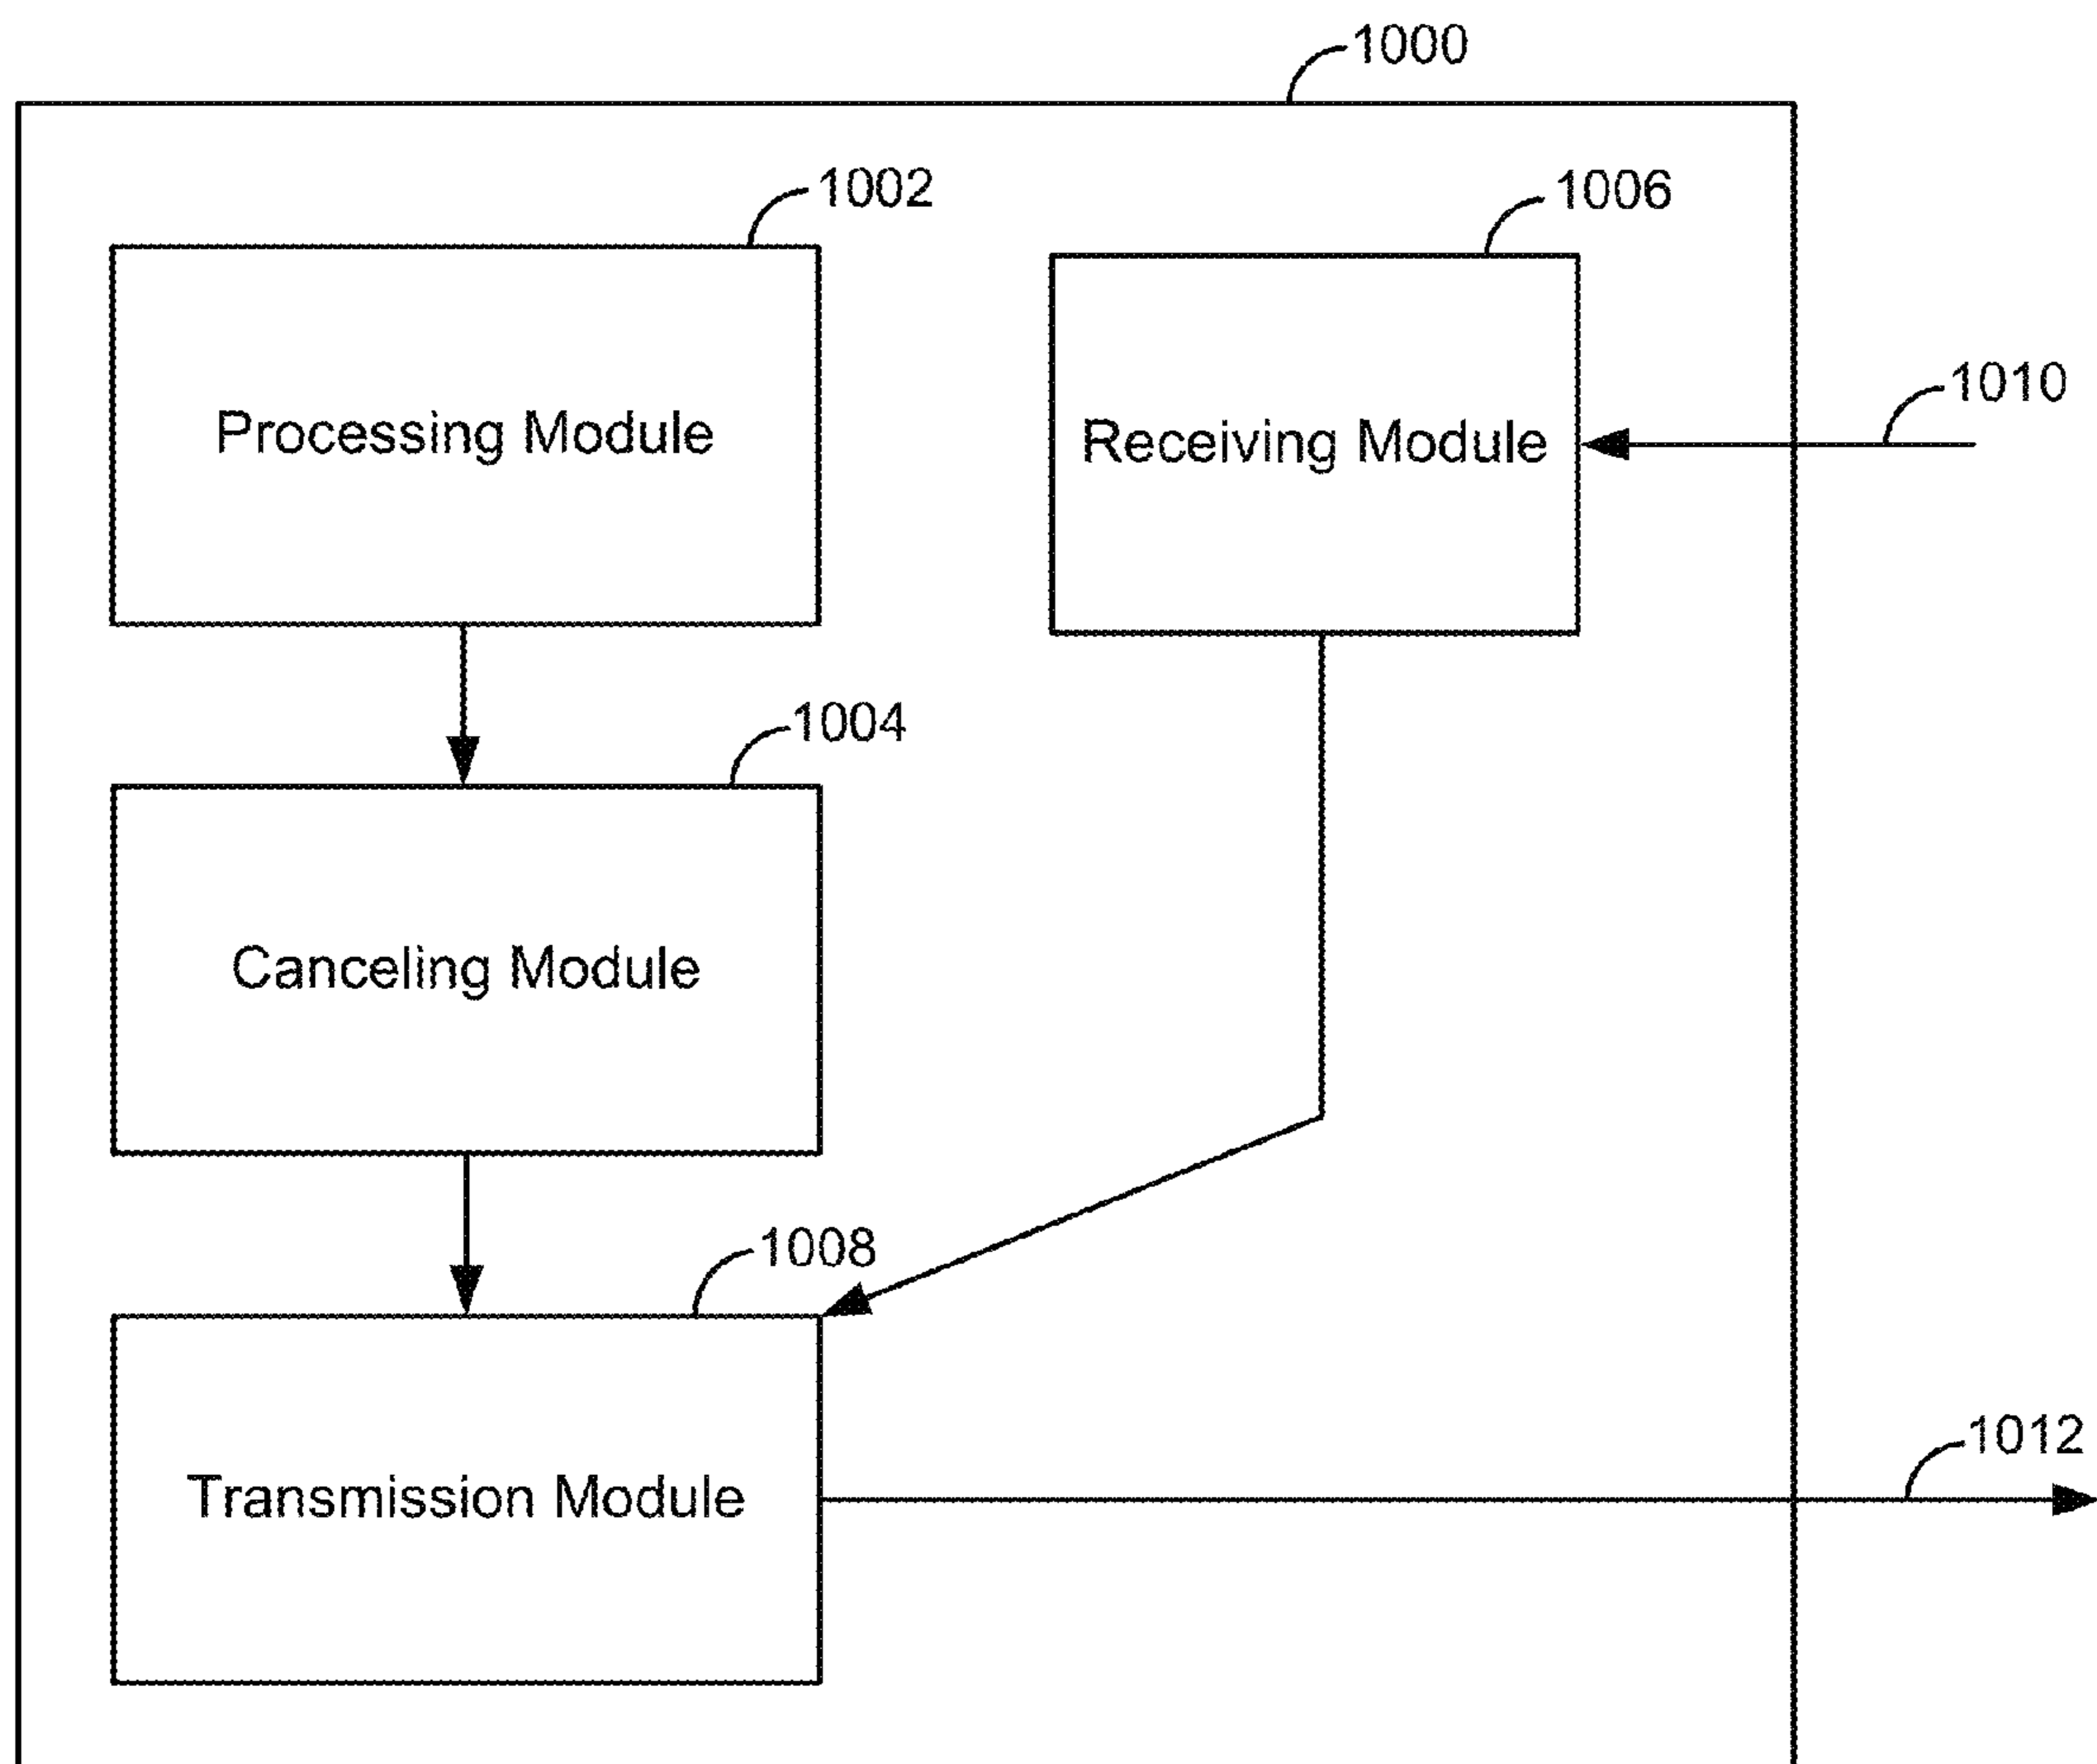 1000
1002
1006
Processing Module
Receiving Module
1010
1004
Canceling Module
1008
Transmission Module
1012